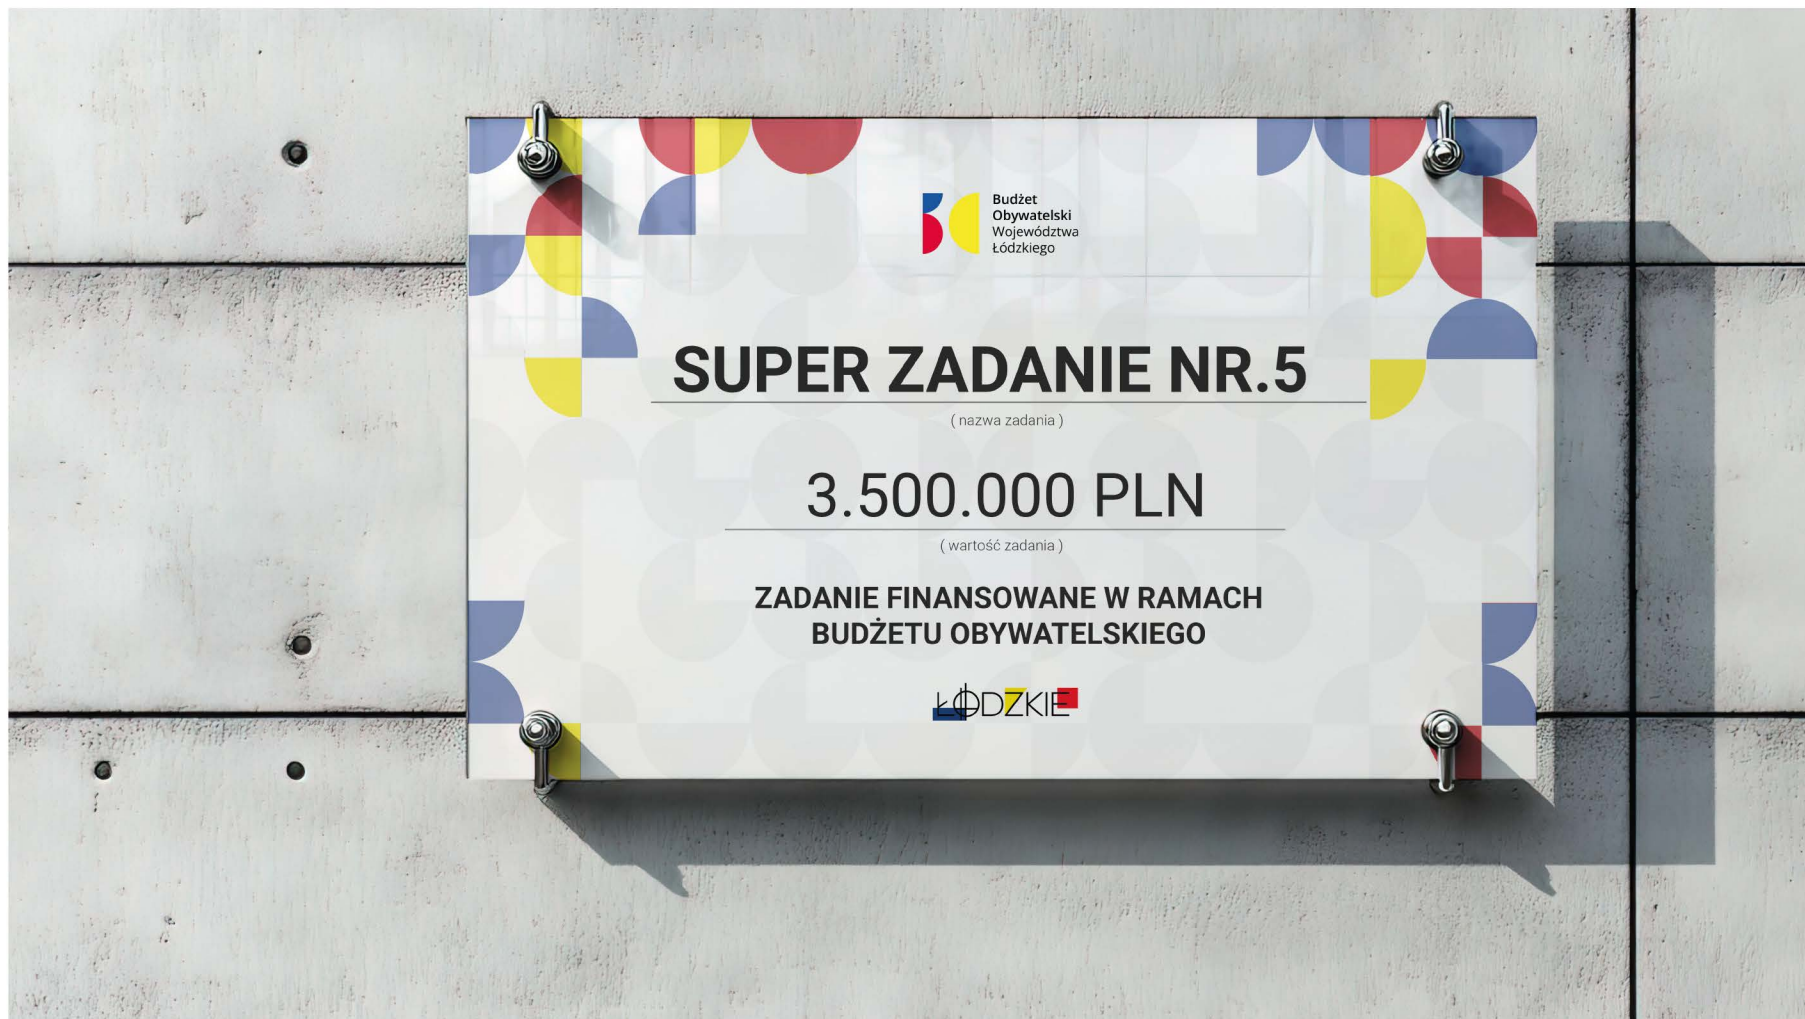 Budżet
Obywatelski
Województwa
Łódzkiego
SUPER ZADANIE NR.5
( nazwa zadania )
3.500.000 PLN
( wartość zadania )
ZADANIE FINANSOWANE W RAMACH
BUDŻETU OBYWATELSKIEGO
ŁÓDZKIE